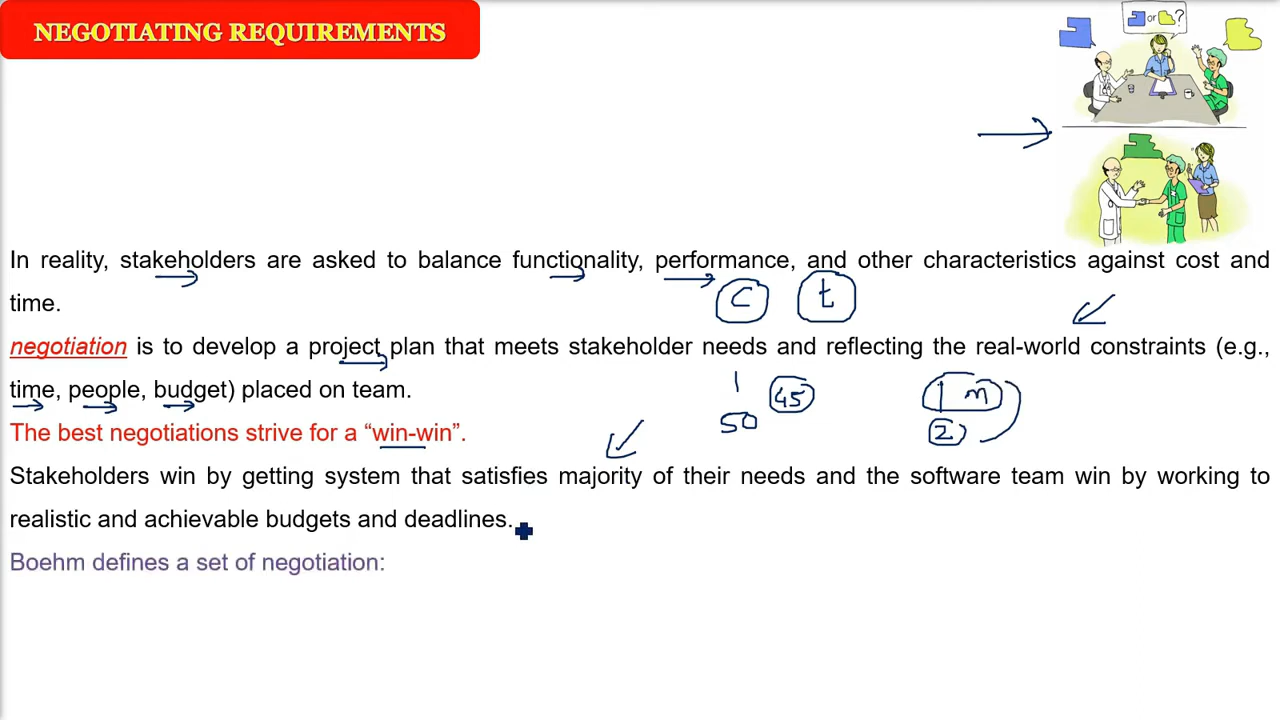 NEGOTIATING REQUIREMENTS
or ?
In reality, stakeholders are asked to balance functionality, performance, and other characteristics against cost and
time.
C t
negotiation is to develop a project plan that meets stakeholder needs and reflecting the real-world constraints (e.g.,
time, people, budget) placed on team.
1 45 1 m
50 2
The best negotiations strive for a “win-win”.
Stakeholders win by getting system that satisfies majority of their needs and the software team win by working to
realistic and achievable budgets and deadlines.
Boehm defines a set of negotiation: